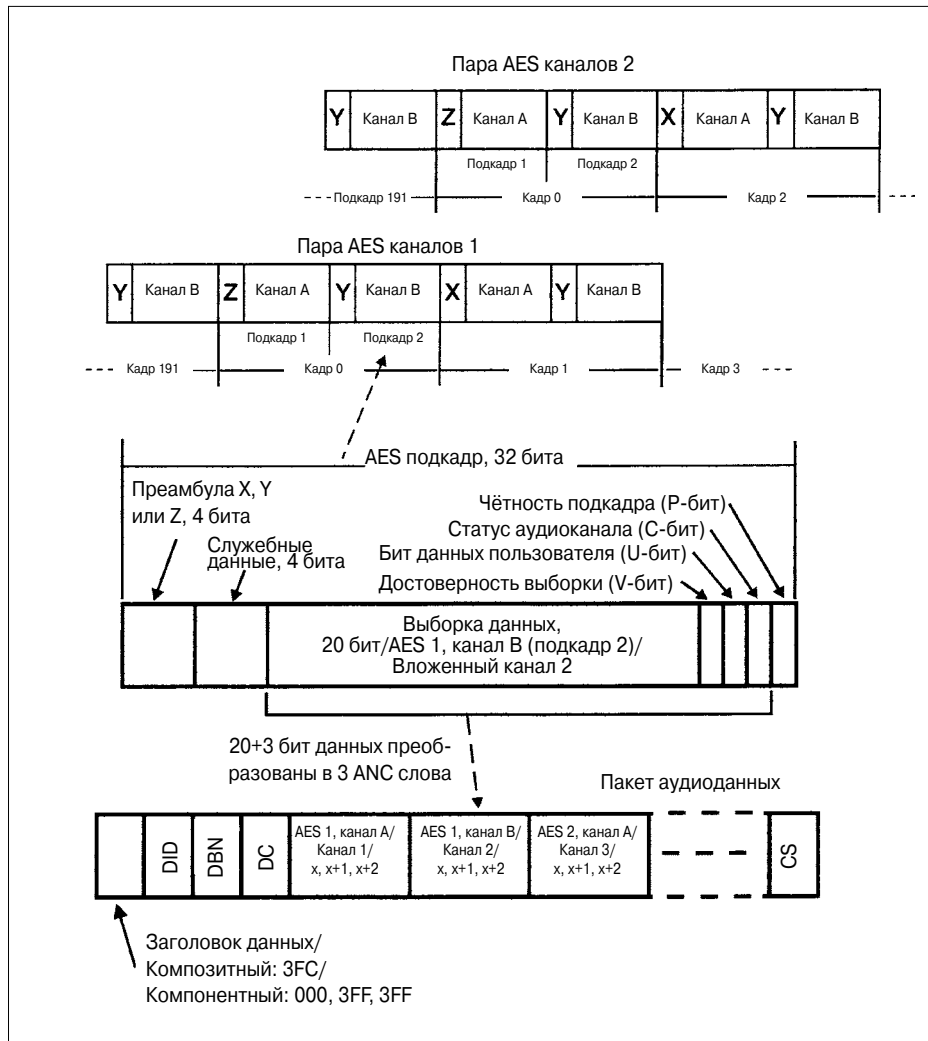 Пара AES каналов 2
Y Канал B Z Канал A Y Канал B X Канал A Y Канал B
Подкадр 1 Подкадр 2
Подкадр 191 Кадр 0 Кадр 2
Пара AES каналов 1
Y Канал B Z Канал A Y Канал B X Канал A Y Канал B
Подкадр 1 Подкадр 2
Кадр 191 Кадр 0 Кадр 1 Кадр 3
AES подкадр, 32 бита
Преамбула X, Y
или Z, 4 бита
Служебные
данные, 4 бита
Чётность подкадра (P-бит)
Статус аудиоканала (C-бит)
Бит данных пользователя (U-бит)
Достоверность выборки (V-бит)
Выборка данных,
20 бит/AES 1, канал B (подкадр 2)/
Вложенный канал 2
20+3 бит данных преоб-
разованы в 3 ANC слова
Пакет аудиоданных
DID
DBN
DC
AES 1, канал A/
Канал 1/
x, x+1, x+2
AES 1, канал B/
Канал 2/
x, x+1, x+2
AES 2, канал A/
Канал 3/
x, x+1, x+2
CS
Заголовок данных/
Композитный: 3FC/
Компонентный: 000, 3FF, 3FF